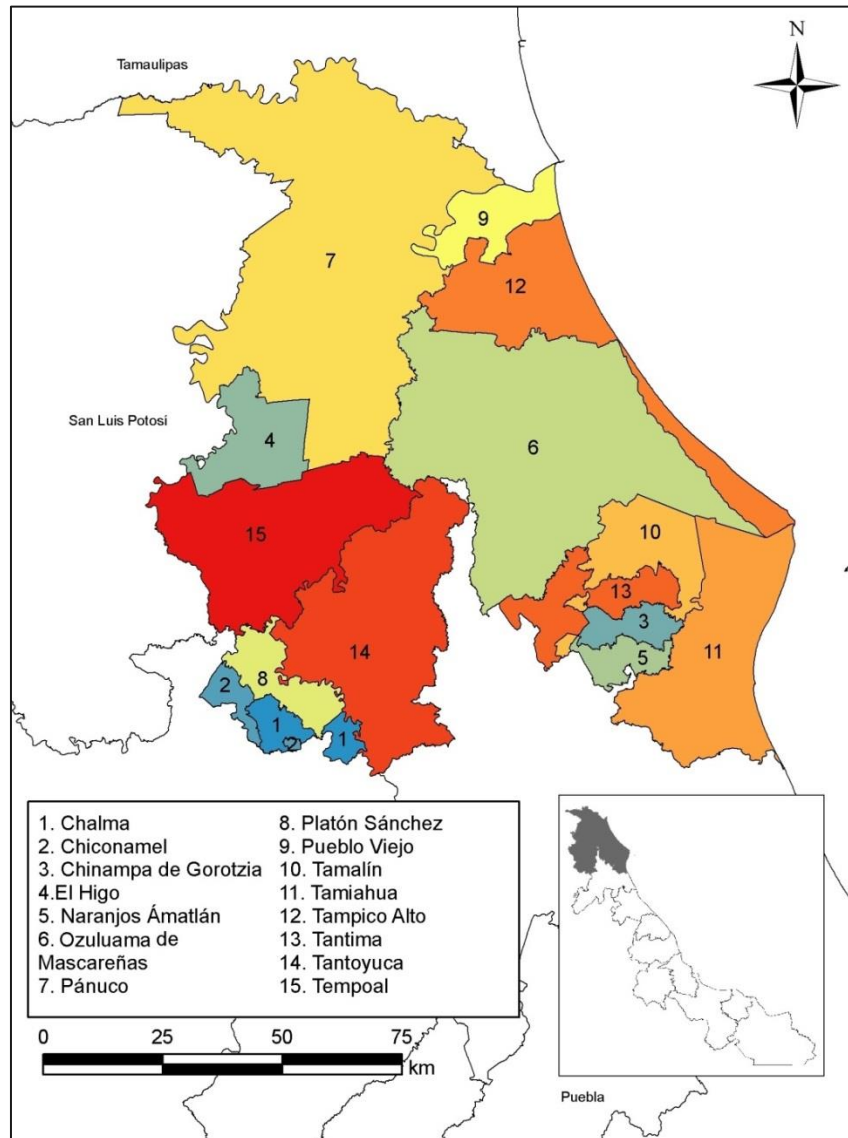 N
Tamaulipas
9
7
12
San Luis Potosí
4
6
15
10
13
3
14
5
11
8
2
1
1
2
1. Chalma
2. Chiconamel
3. Chinampa de Gorotzia
4.El Higo
5. Naranjos Ámatlán
6. Ozuluama de
Mascareñas
7. Pánuco
8. Platón Sánchez
9. Pueblo Viejo
10. Tamalín
11. Tamiahua
12. Tampico Alto
13. Tantima
14. Tantoyuca
15. Tempoal
0 25 50 75
km
Puebla